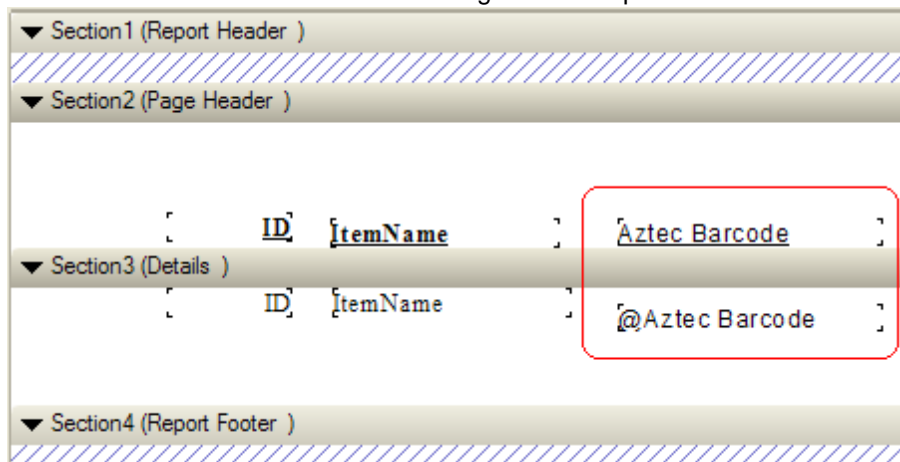 ▼ Section1 (Report Header )
▼ Section2 (Page Header )
ID ItemName Aztec Barcode
▼ Section3 (Details )
ID ItemName @Aztec Barcode
▼ Section4 (Report Footer )